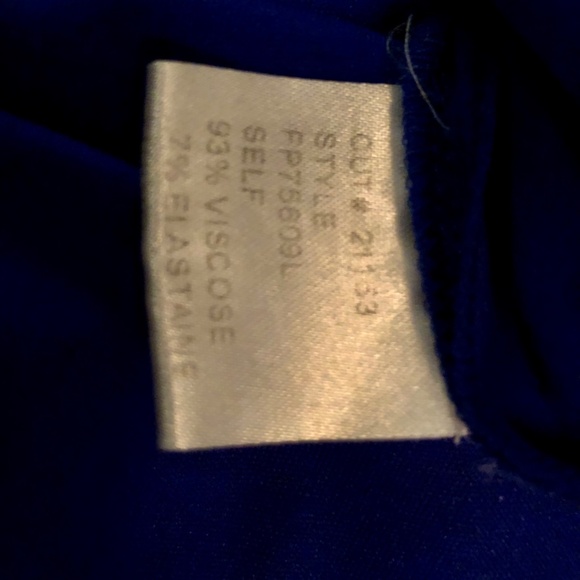 CUT# 21133
STYLE
FP75609L
SELF
93% VISCOSE
7% ELASTANE